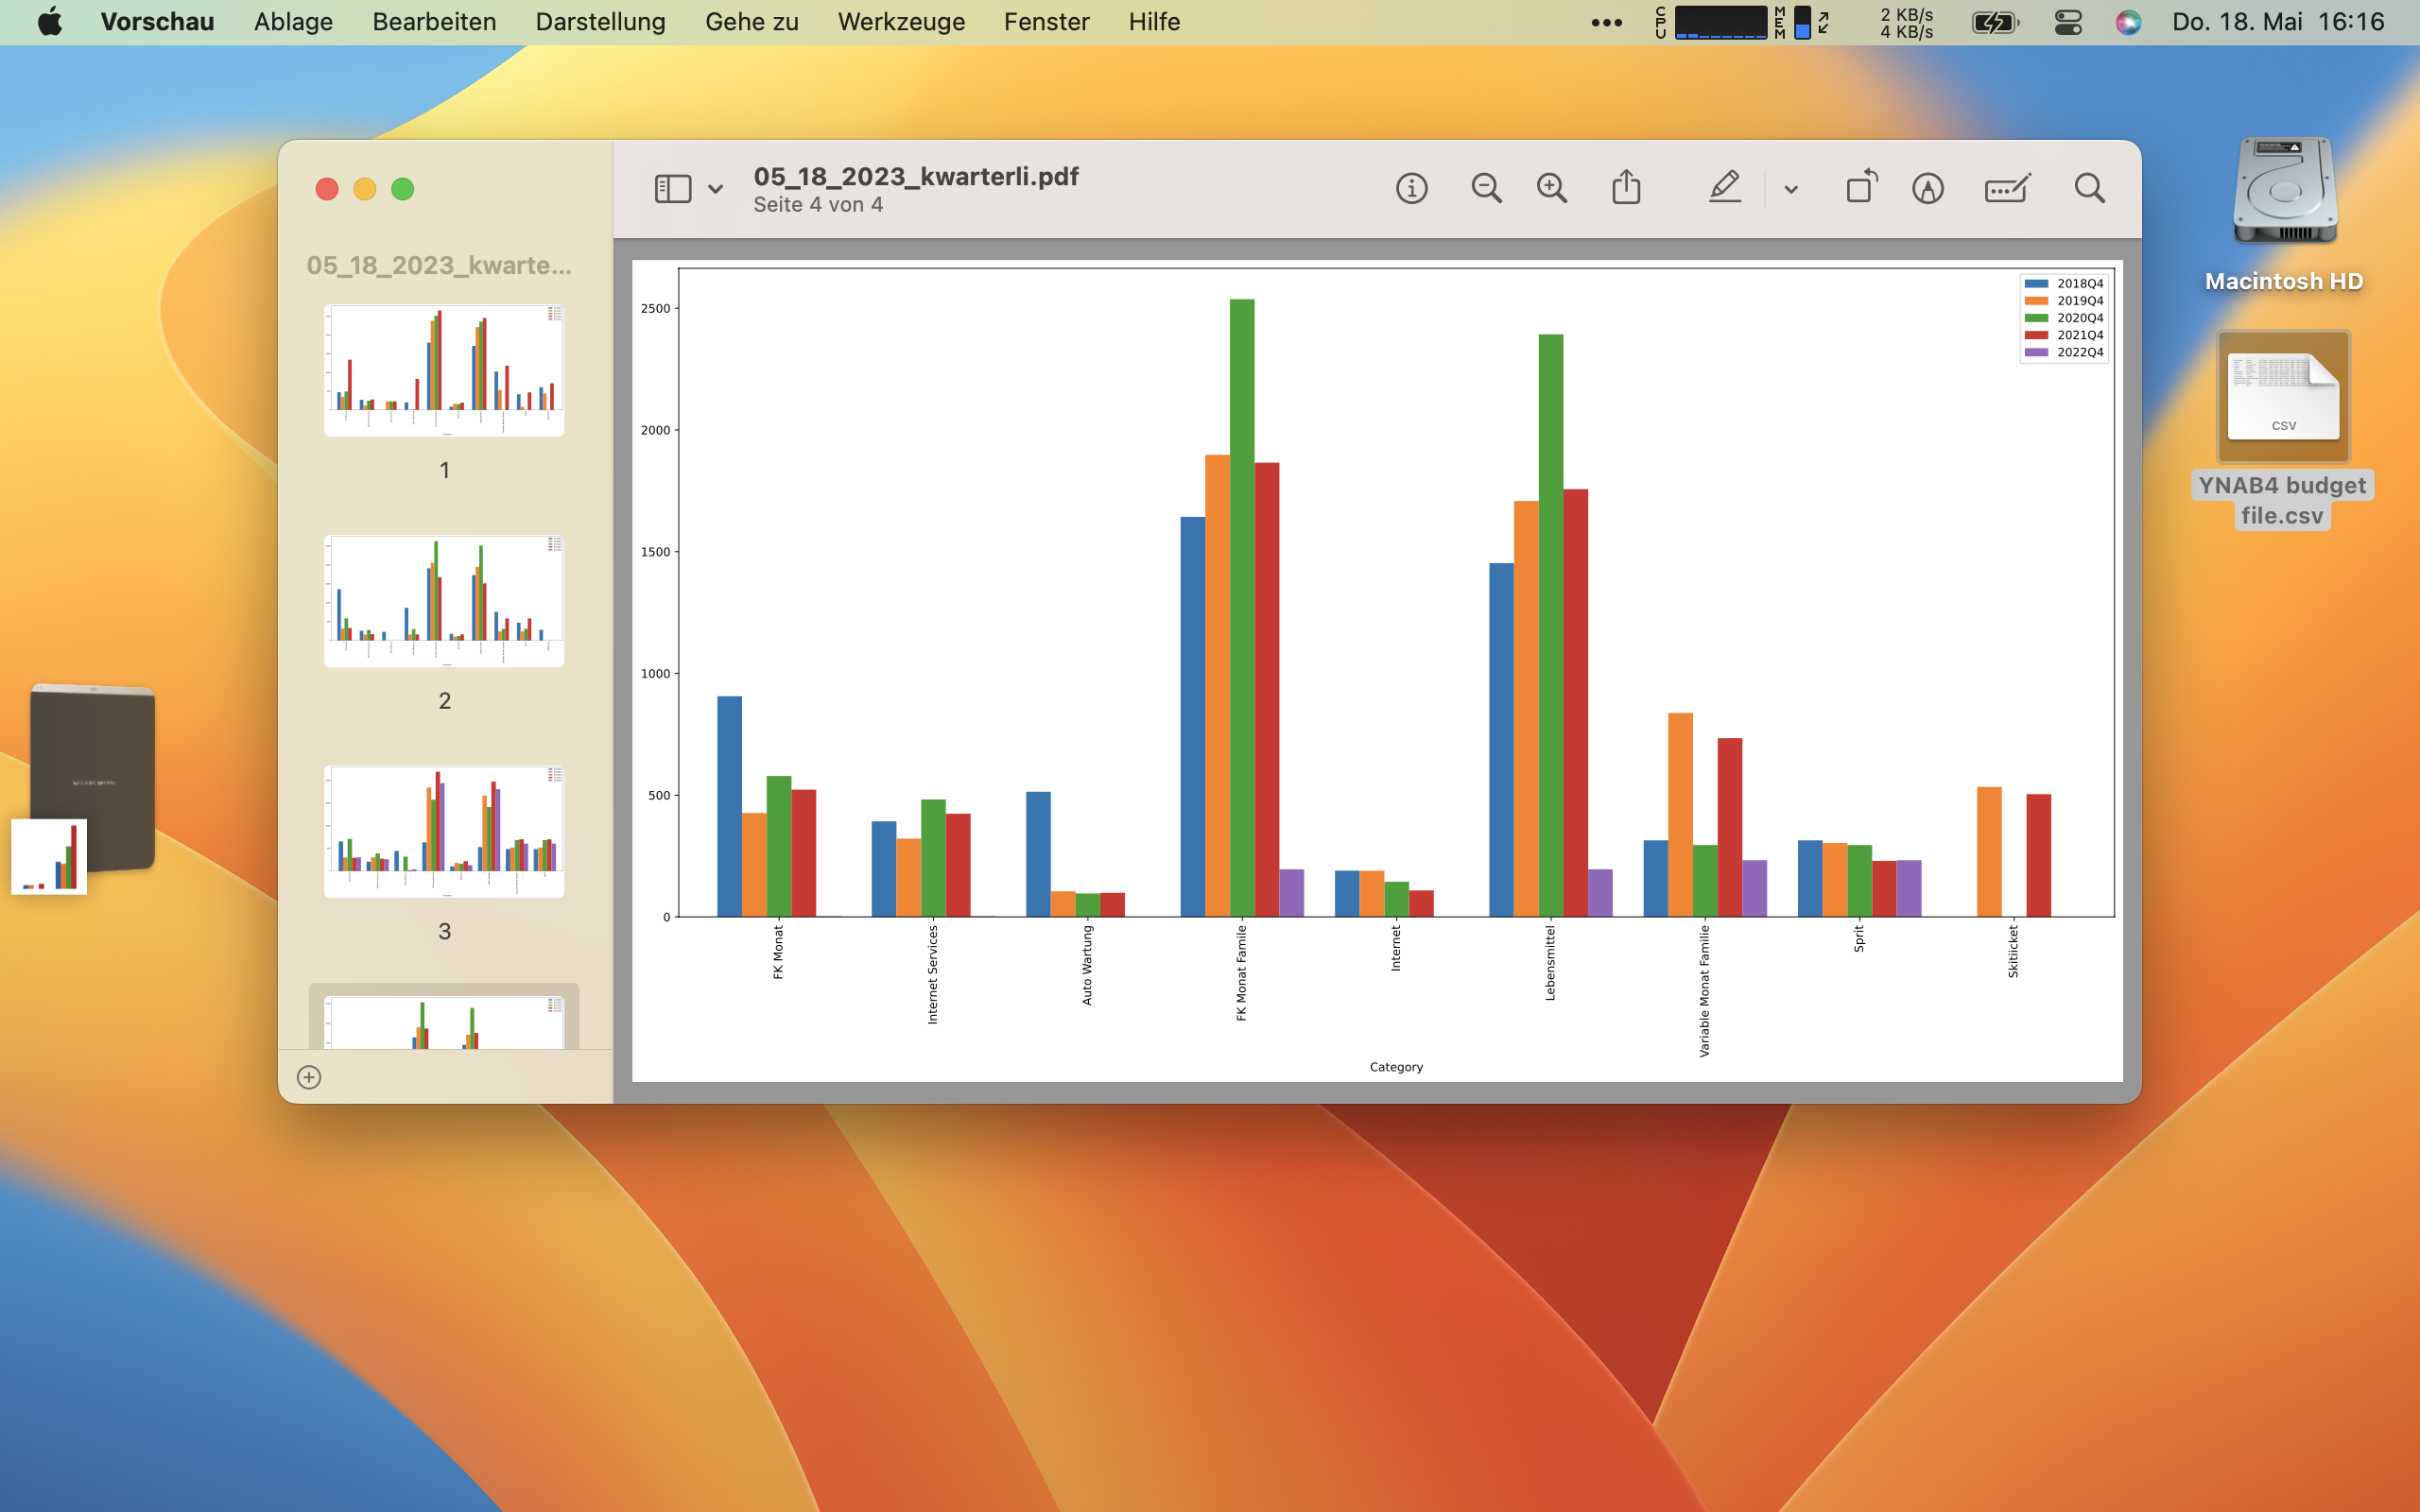 Vorschau Ablage Bearbeiten Darstellung Gehe zu Werkzeuge Fenster Hilfe
CPU
MEM
2 KB/s
4 KB/s
Do. 18. Mai 16:16
05_18_2023_kwarterli.pdf
Seite 4 von 4
05_18_2023_kwarte...
1
2
3
2500
2000
1500
1000
500
0
2018Q4
2019Q4
2020Q4
2021Q4
2022Q4
FK Monat
Internet Services
Auto Wartung
FK Monat Famile
Internet
Lebensmittel
Variable Monat Familie
Sprit
Skitiicket
Category
Macintosh HD
CSV
YNAB4 budget
file.csv